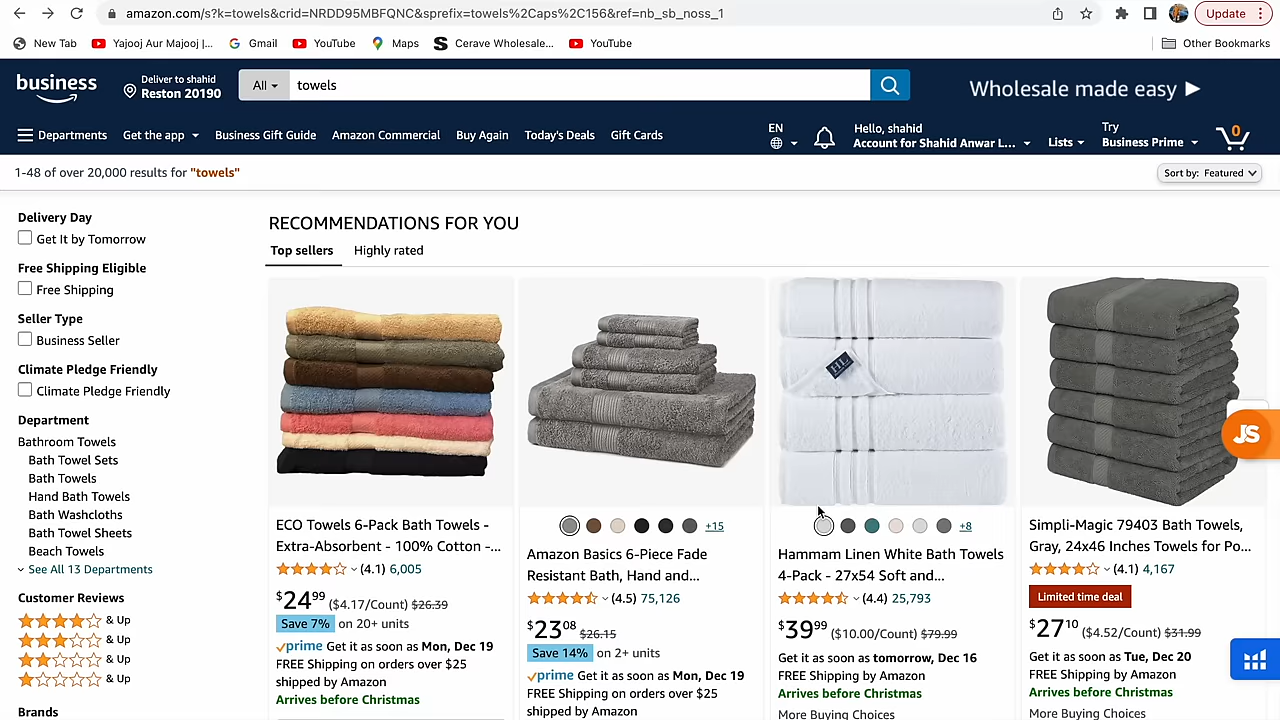 amazon.com/s?k=towels&crid=NRDD95MBFQNC&sprefix=towels%2Caps%2C156&ref=nb_sb_noss_1
Update
New Tab
Yajooj Aur Majooj |...
Gmail
YouTube
Maps
Cerave Wholesale...
YouTube
Other Bookmarks
business
Deliver to shahid
Reston 20190
All
towels
Wholesale made easy
Departments
Get the app
Business Gift Guide
Amazon Commercial
Buy Again
Today's Deals
Gift Cards
EN
Hello, shahid
Account for Shahid Anwar L...
Lists
Try
Business Prime
0
1-48 of over 20,000 results for "towels"
Sort by: Featured
Delivery Day
Get It by Tomorrow
Free Shipping Eligible
Free Shipping
Seller Type
Business Seller
Climate Pledge Friendly
Climate Pledge Friendly
Department
Bathroom Towels
Bath Towel Sets
Bath Towels
Hand Bath Towels
Bath Washcloths
Bath Towel Sheets
Beach Towels
See All 13 Departments
Customer Reviews
& Up
& Up
& Up
& Up
Brands
RECOMMENDATIONS FOR YOU
Top sellers
Highly rated
ECO Towels 6-Pack Bath Towels -
Extra-Absorbent - 100% Cotton -...
(4.1) 6,005
$24 99 ($4.17/Count) $26.39
Save 7% on 20+ units
prime Get it as soon as Mon, Dec 19
FREE Shipping on orders over $25
shipped by Amazon
Arrives before Christmas
+15
Amazon Basics 6-Piece Fade
Resistant Bath, Hand and...
(4.5) 75,126
$23 08 $26.15
Save 14% on 2+ units
prime Get it as soon as Mon, Dec 19
FREE Shipping on orders over $25
shipped by Amazon
HL
+8
Hammam Linen White Bath Towels
4-Pack - 27x54 Soft and...
(4.4) 25,793
$39 99 ($10.00/Count) $79.99
Get it as soon as tomorrow, Dec 16
FREE Shipping by Amazon
Arrives before Christmas
More Buying Choices
Simpli-Magic 79403 Bath Towels,
Gray, 24x46 Inches Towels for Po...
(4.1) 4,167
Limited time deal
$27 10 ($4.52/Count) $31.99
Get it as soon as Tue, Dec 20
FREE Shipping by Amazon
Arrives before Christmas
More Buying Choices
JS